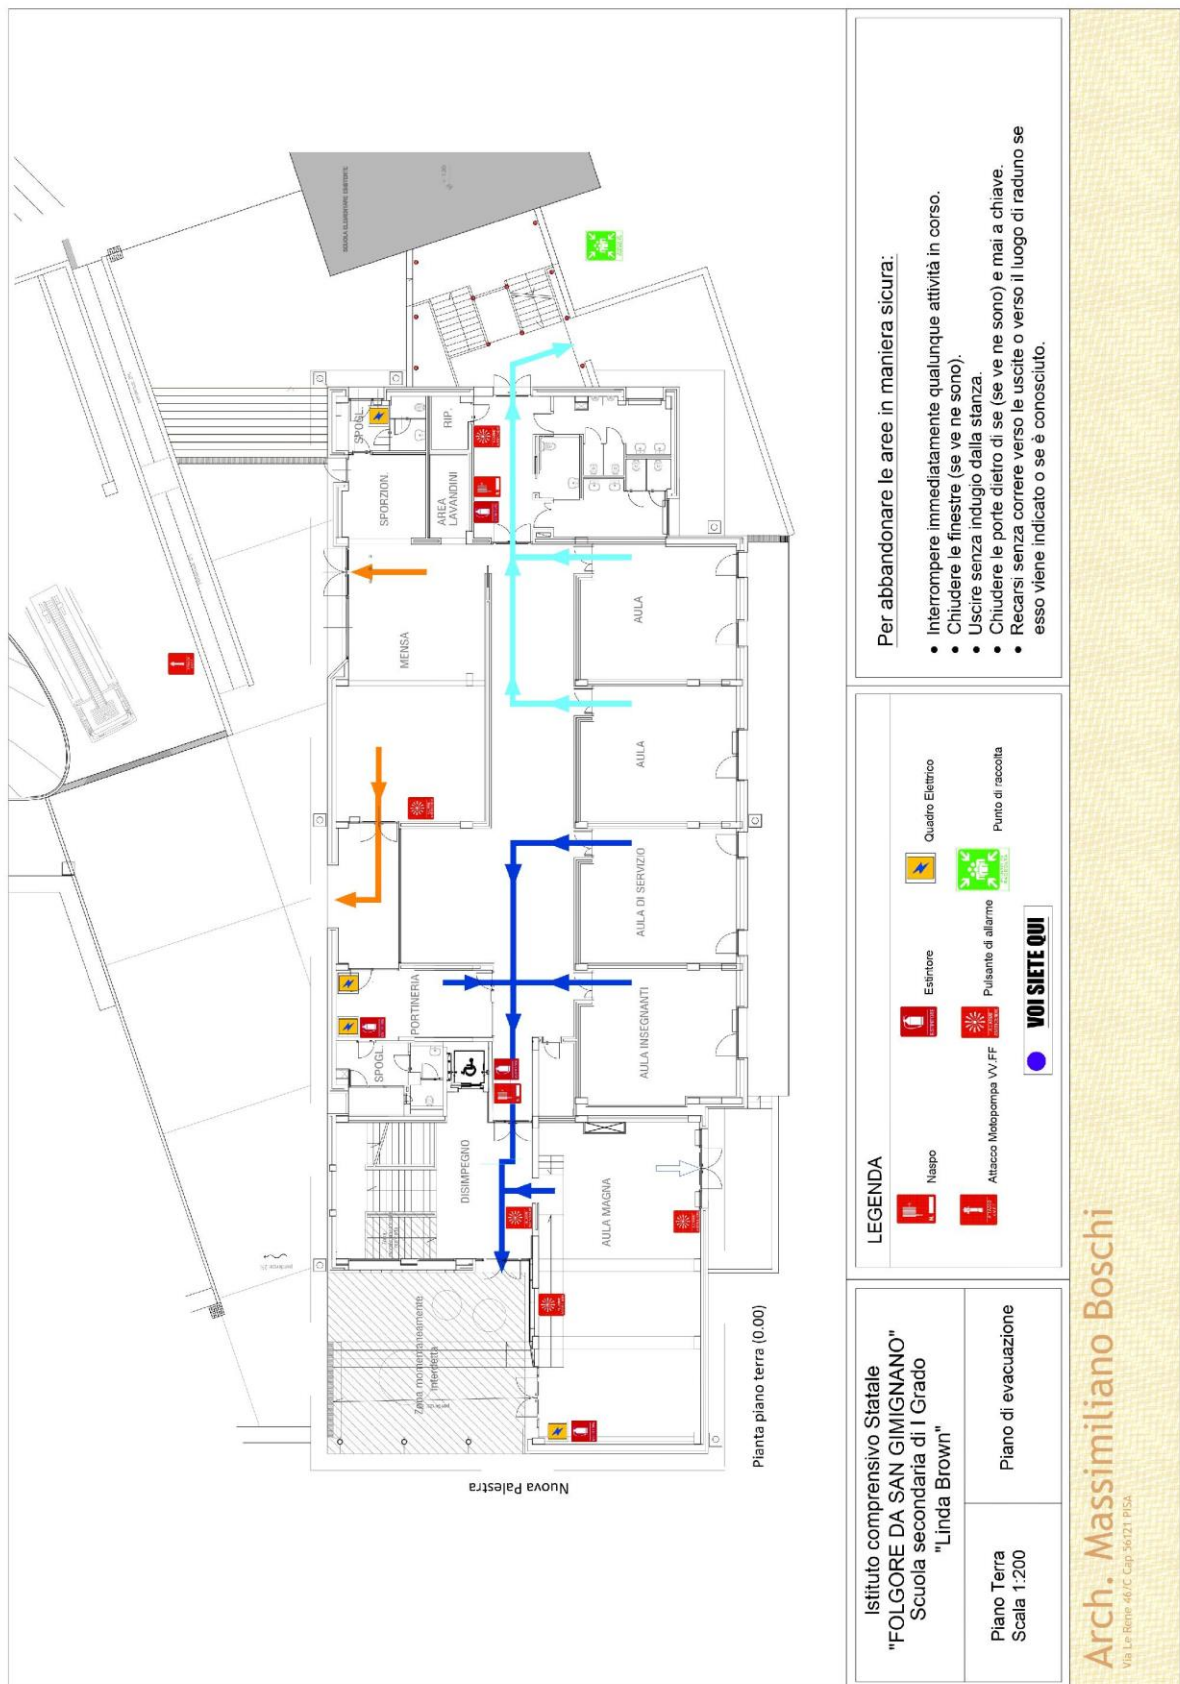 SCUOLA ELEMENTARE ESISTENTE
SPOGL.
RIP.
SPORZION.
AREA
LAVANDINI
MENSA
AULA
AULA
AULA DI SERVIZIO
PORTINERIA
AULA INSEGNANTI
SPOGL.
DISIMPEGNO
AULA MAGNA
Zona momentaneamente
Interdetta
Nuova Palestra
Pianta piano terra (0.00)
Per abbandonare le aree in maniera sicura:
• Interrompere immediatamente qualunque attività in corso.
• Chiudere le finestre (se ve ne sono).
• Uscire senza indugio dalla stanza.
• Chiudere le porte dietro di se (se ve ne sono) e mai a chiave.
• Recarsi senza correre verso le uscite o verso il luogo di raduno se
esso viene indicato o se è conosciuto.
LEGENDA
Naspo
Estintore
Quadro Elettrico
Attacco Motopompa VV.FF
Pulsante di allarme
Punto di raccolta
VOI SIETE QUI
Istituto comprensivo Statale
"FOLGORE DA SAN GIMIGNANO"
Scuola secondaria di I Grado
"Linda Brown"
Piano Terra
Scala 1:200
Piano di evacuazione
Arch. Massimiliano Boschi
Via Le Rene 46/C Cap 56121 PISA